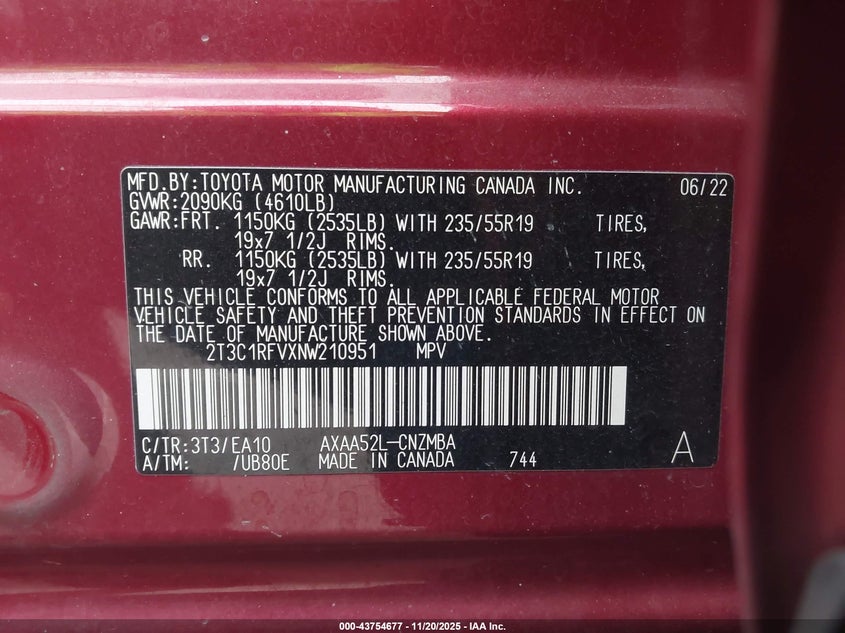 MFD.BY:TOYOTA MOTOR MANUFACTURING CANADA INC. 06/22
GVWR:2090KG (4610LB)
GAWR:FRT. 1150KG (2535LB) WITH 235/55R19 TIRES,
19x7 1/2J RIMS.
RR. 1150KG (2535LB) WITH 235/55R19 TIRES,
19x7 1/2J RIMS.
THIS VEHICLE CONFORMS TO ALL APPLICABLE FEDERAL MOTOR
VEHICLE SAFETY AND THEFT PREVENTION STANDARDS IN EFFECT ON
THE DATE OF MANUFACTURE SHOWN ABOVE.
2T3C1RFVXNW210951 MPV
C/TR:3T3/EA10 AXAA52L-CNZMBA
A/TM: /UB80E MADE IN CANADA 744 A
000-43754677 - 11/20/2025 - IAA Inc.